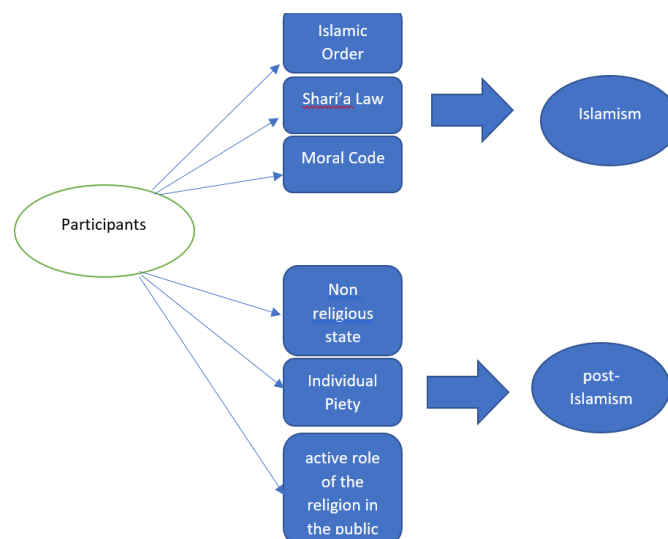 Islamic
Order
Shari’a Law
Moral Code
Islamism
Participants
Non
religious
state
Individual
Piety
active role
of the
religion in
the public
post-
Islamism